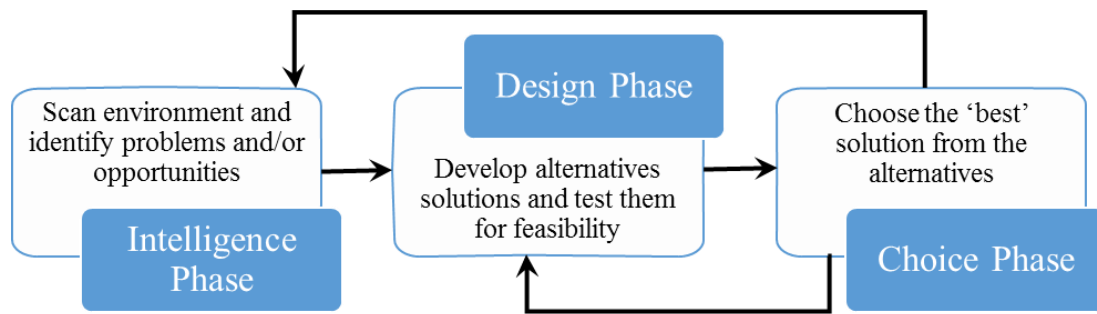 Scan environment and
identify problems and/or
opportunities
Intelligence
Phase
Design Phase
Develop alternatives
solutions and test them
for feasibility
Choose the ‘best’
solution from the
alternatives
Choice Phase